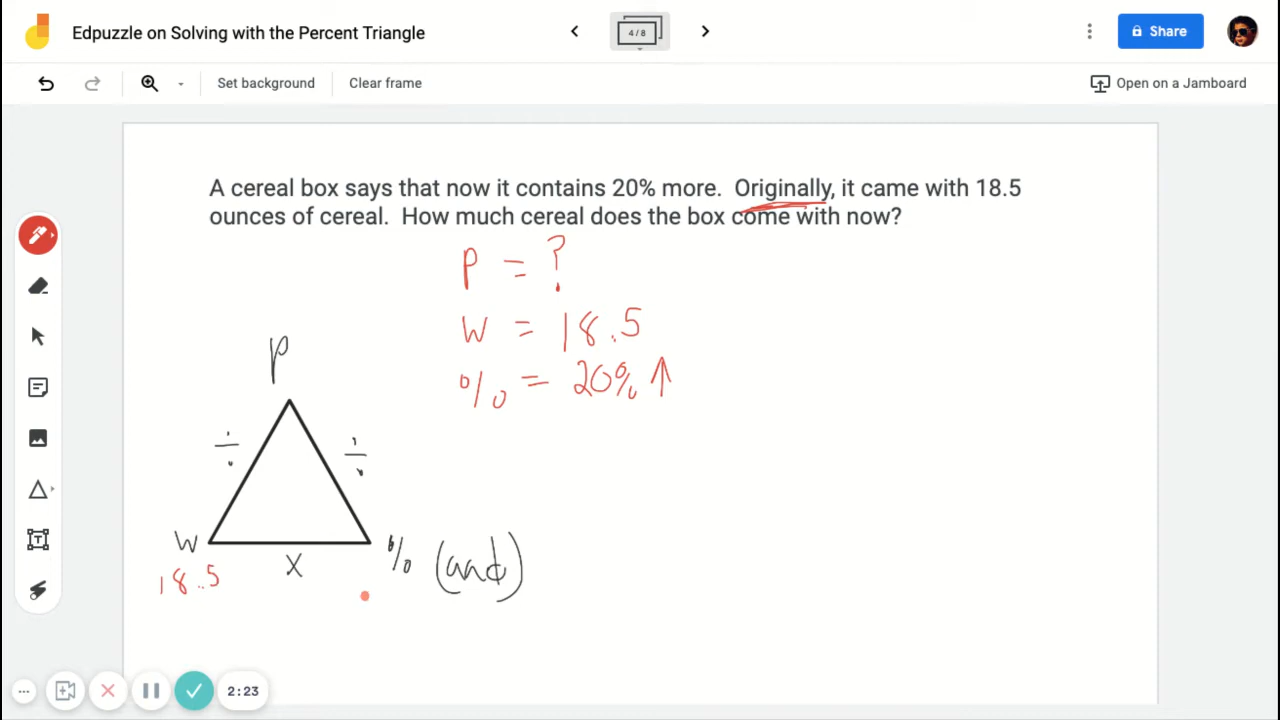 Edpuzzle on Solving with the Percent Triangle
4 / 8
Share
Set background
Clear frame
Open on a Jamboard
A cereal box says that now it contains 20% more. Originally, it came with 18.5
ounces of cereal. How much cereal does the box come with now?
P = ?
W = 18.5
% = 20% ↑
P
÷ ÷
W % 
x
18.5
2:23